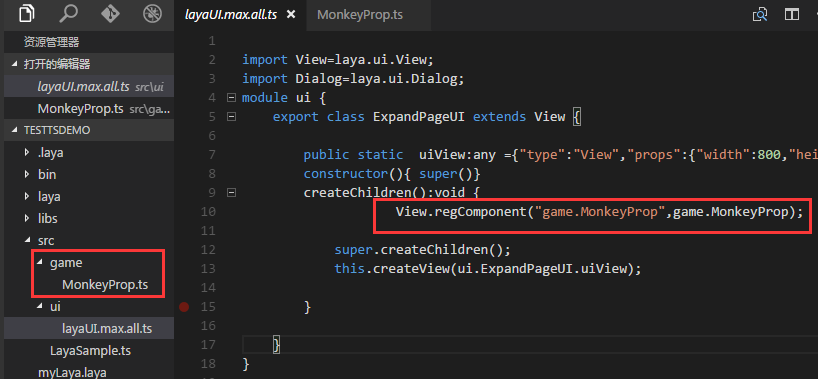 资源管理器
打开的编辑器
layaUI.max.all.ts src\ui
MonkeyProp.ts src\ga...
TESTTSDEMO
.laya
bin
laya
libs
src
game
MonkeyProp.ts
ui
layaUI.max.all.ts
LayaSample.ts
myLaya.laya
layaUI.max.all.ts
MonkeyProp.ts
1
2 import View=laya.ui.View;
3 import Dialog=laya.ui.Dialog;
4 module ui {
5 export class ExpandPageUI extends View {
6
7 public static uiView:any ={"type":"View","props":{"width":800,"hei
8 constructor(){ super()}
9 createChildren():void {
10 View.regComponent("game.MonkeyProp",game.MonkeyProp);
11
12 super.createChildren();
13 this.createView(ui.ExpandPageUI.uiView);
14
15 }
16
17 }
18 }